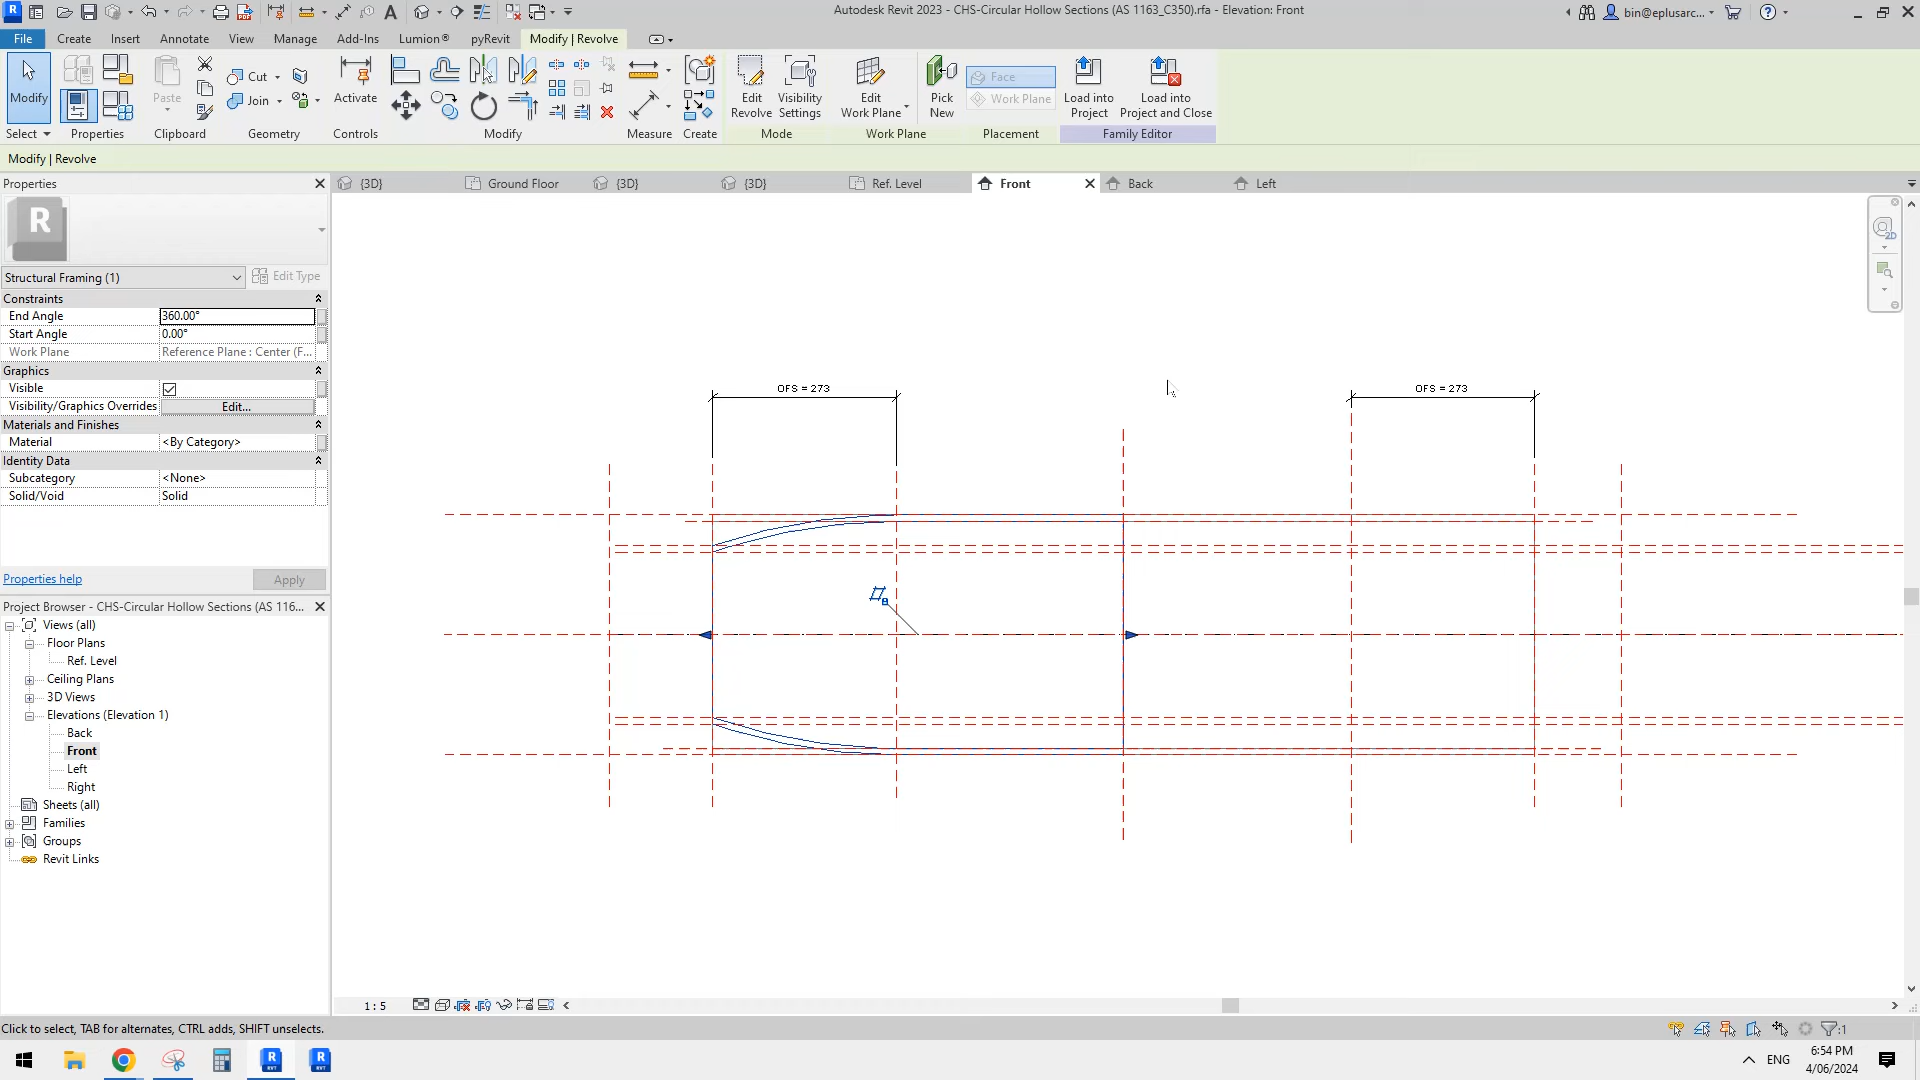 Autodesk Revit 2023 - CHS-Circular Hollow Sections (AS 1163_C350).rfa - Elevation: Front
bin@eplusarc...
File Create Insert Annotate View Manage Add-Ins Lumion® pyRevit Modify | Revolve
Modify
Paste
Cut
Join
Activate
Edit Revolve
Visibility Settings
Edit Work Plane
Pick New
Face
Work Plane
Load into Project
Load into Project and Close
Select Properties Clipboard Geometry Controls Modify Measure Create Mode Work Plane Placement Family Editor
Modify | Revolve
Properties
{3D} Ground Floor {3D} {3D} Ref. Level Front Back Left
R
Structural Framing (1) Edit Type
Constraints
End Angle 360.00°
Start Angle 0.00°
Work Plane Reference Plane : Center (F...
Graphics
Visible
Visibility/Graphics Overrides Edit...
Materials and Finishes
Material <By Category>
Identity Data
Subcategory <None>
Solid/Void Solid
Properties help Apply
OFS = 273 OFS = 273
Project Browser - CHS-Circular Hollow Sections (AS 116...
Views (all)
Floor Plans
Ref. Level
Ceiling Plans
3D Views
Elevations (Elevation 1)
Back
Front
Left
Right
Sheets (all)
Families
Groups
Revit Links
1 : 5
Click to select, TAB for alternates, CTRL adds, SHIFT unselects.
:1
ENG
6:54 PM
4/06/2024